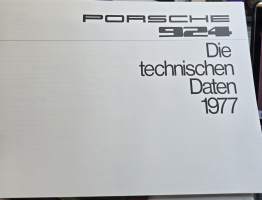 PORSCHE
924
Die
technischen
Daten
1977